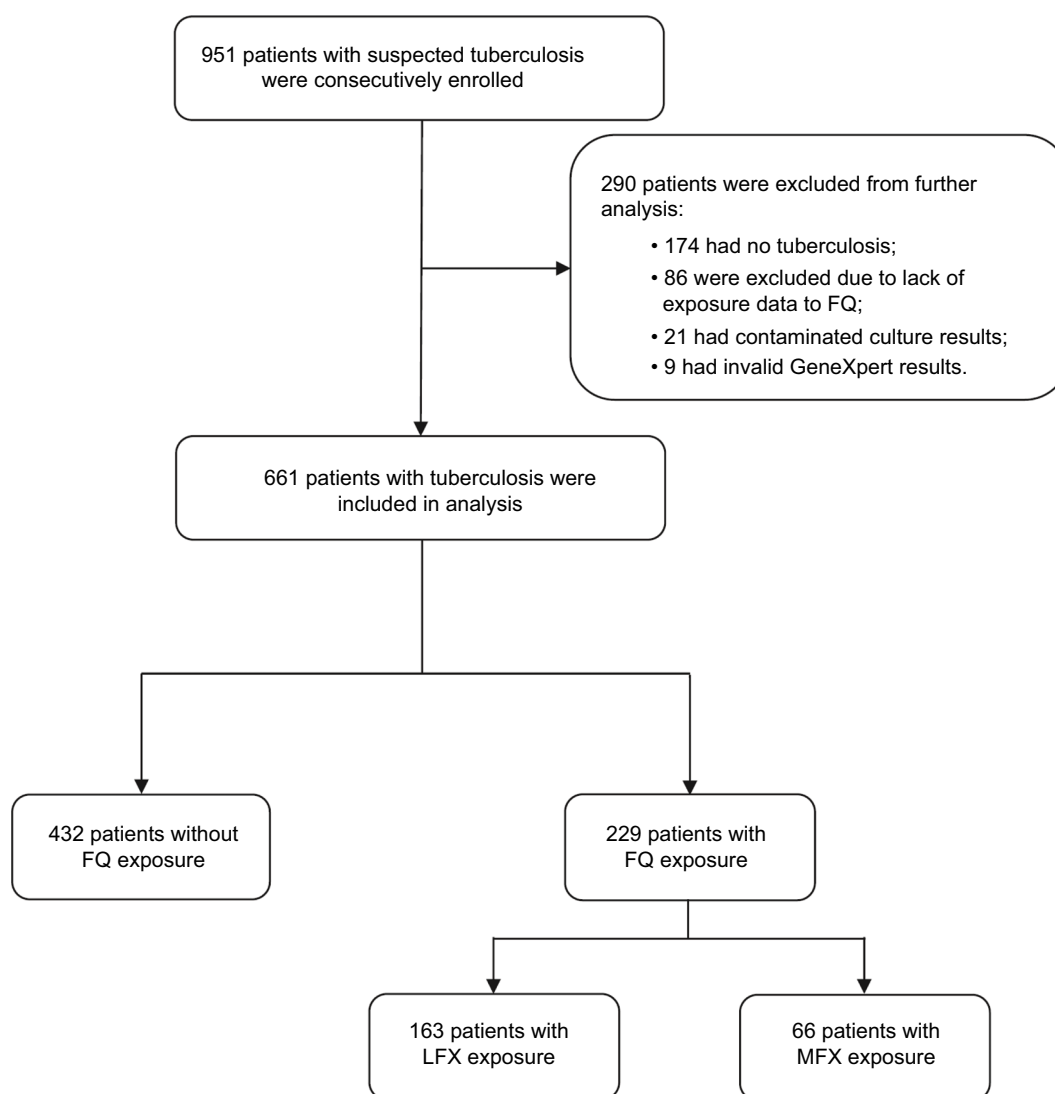 951 patients with suspected tuberculosis
were consecutively enrolled
290 patients were excluded from further
analysis:
• 174 had no tuberculosis;
• 86 were excluded due to lack of
exposure data to FQ;
• 21 had contaminated culture results;
• 9 had invalid GeneXpert results.
661 patients with tuberculosis were
included in analysis
432 patients without
FQ exposure
229 patients with
FQ exposure
163 patients with
LFX exposure
66 patients with
MFX exposure